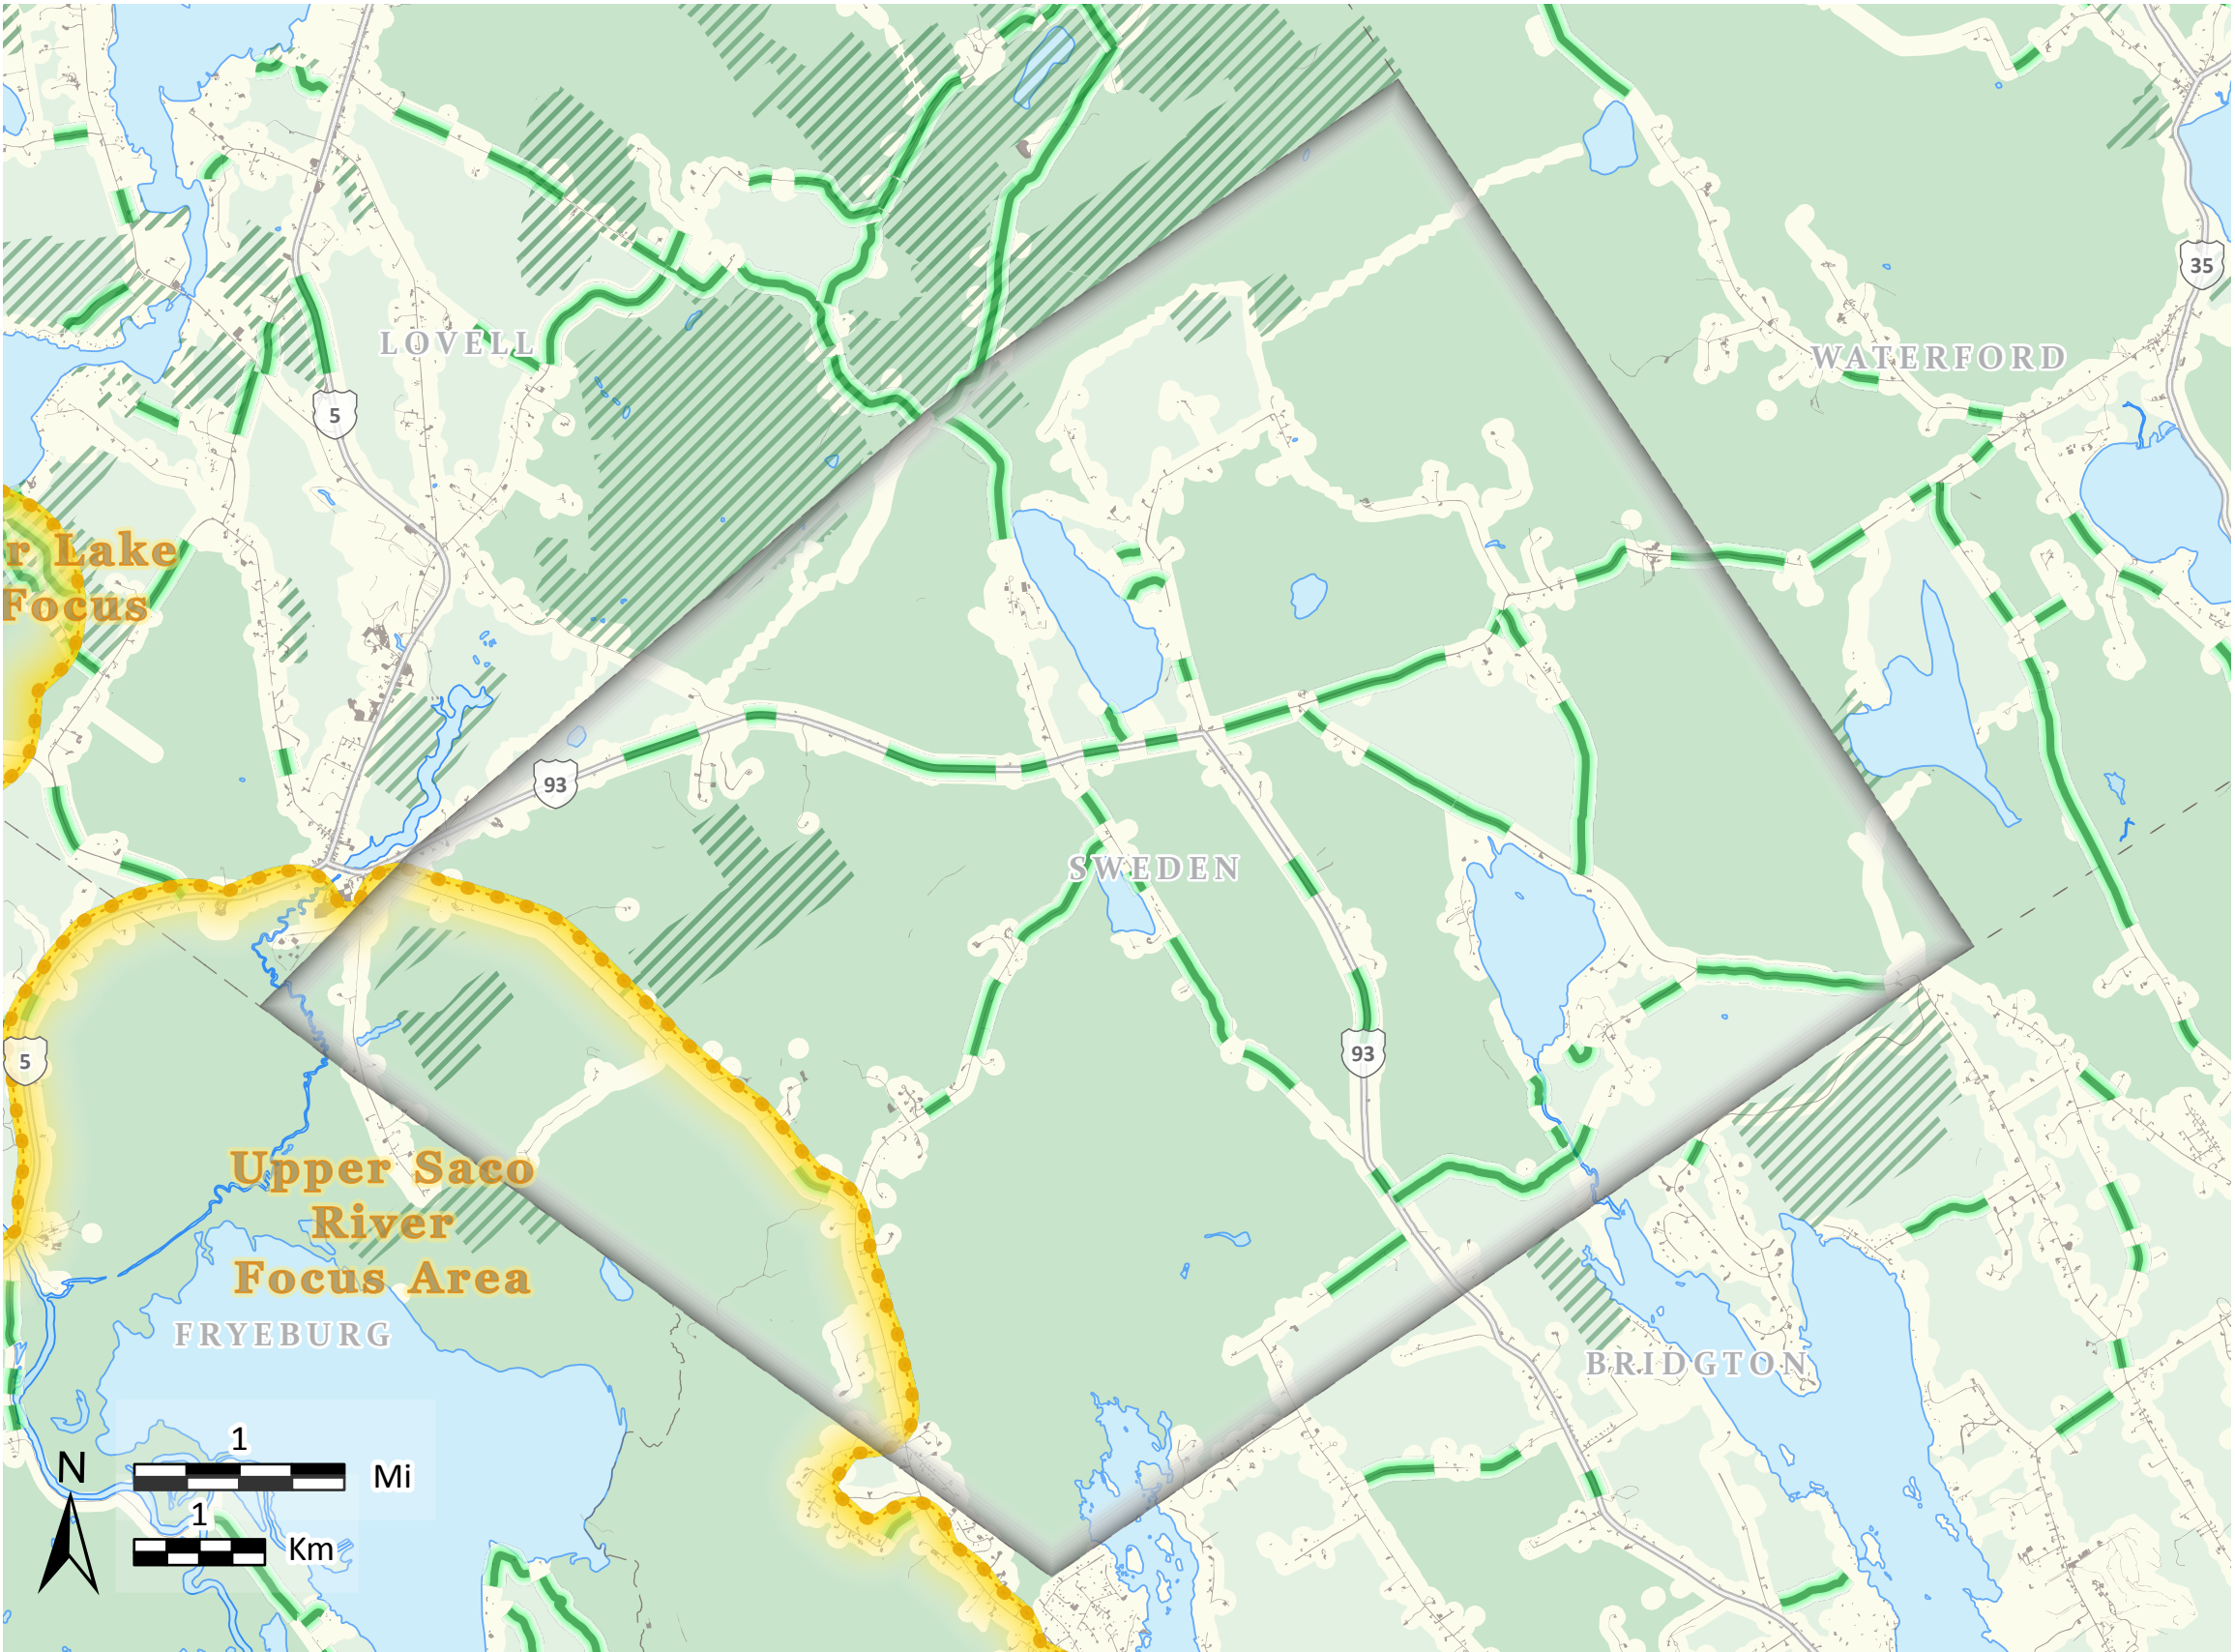 35
LOVELL
WATERFORD
5
r Lake
Focus
93
SWEDEN
5
93
Upper Saco
River
Focus Area
FRYEBURG
BRIDGTON
1
N
Mi
1
Km